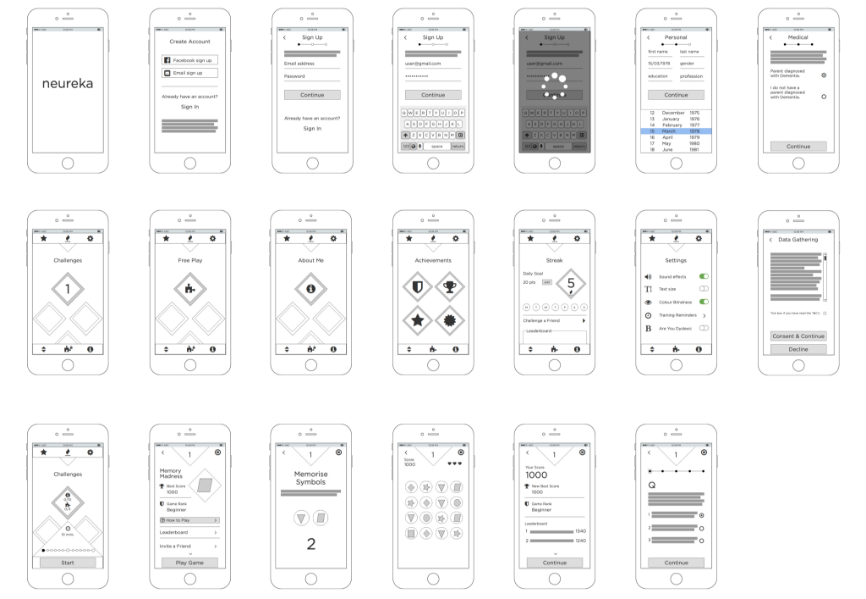 neureka
Create Account
Facebook sign up
Email sign up
Already have an account?
Sign In
Sign Up
Email address
Password
Continue
Already have an account?
Sign In
Sign Up
user@gmail.com
Continue
Q W E R T Y U I O P
A S D F G H J K L
Z X C V B N M
Sign Up
user@gmail.com
Personal
first name last name
15/03/1978 gender
education profession
Continue
12 December 1975
13 January 1976
14 February 1977
15 March 1978
16 April 1979
17 May 1980
18 June 1981
Medical
Parent diagnosed
with Dementia.
I do not have a
parent diagnosed
with Dementia.
Continue
Challenges
1
Free Play
About Me
Achievements
Streak
Daily Goal
20 pts
5
Challenge a Friend
Leaderboard
Settings
Sound effects
Text size
Colour Blindness
Training Reminders
Are You Dyslexic
Data Gathering
Consent & Continue
Decline
Challenges
Start
1
Memory
Madness
Best Score
1000
Game Rank
Beginner
How to Play
Leaderboard
Invite a Friend
Play Game
1
Memorise
Symbols
2
1
Score
1000
1
Your Score
1000
New Best Score
1000
Game Rank
Beginner
Leaderboard
1 1340
2 1240
Continue
1
Q
1
2
3
Continue